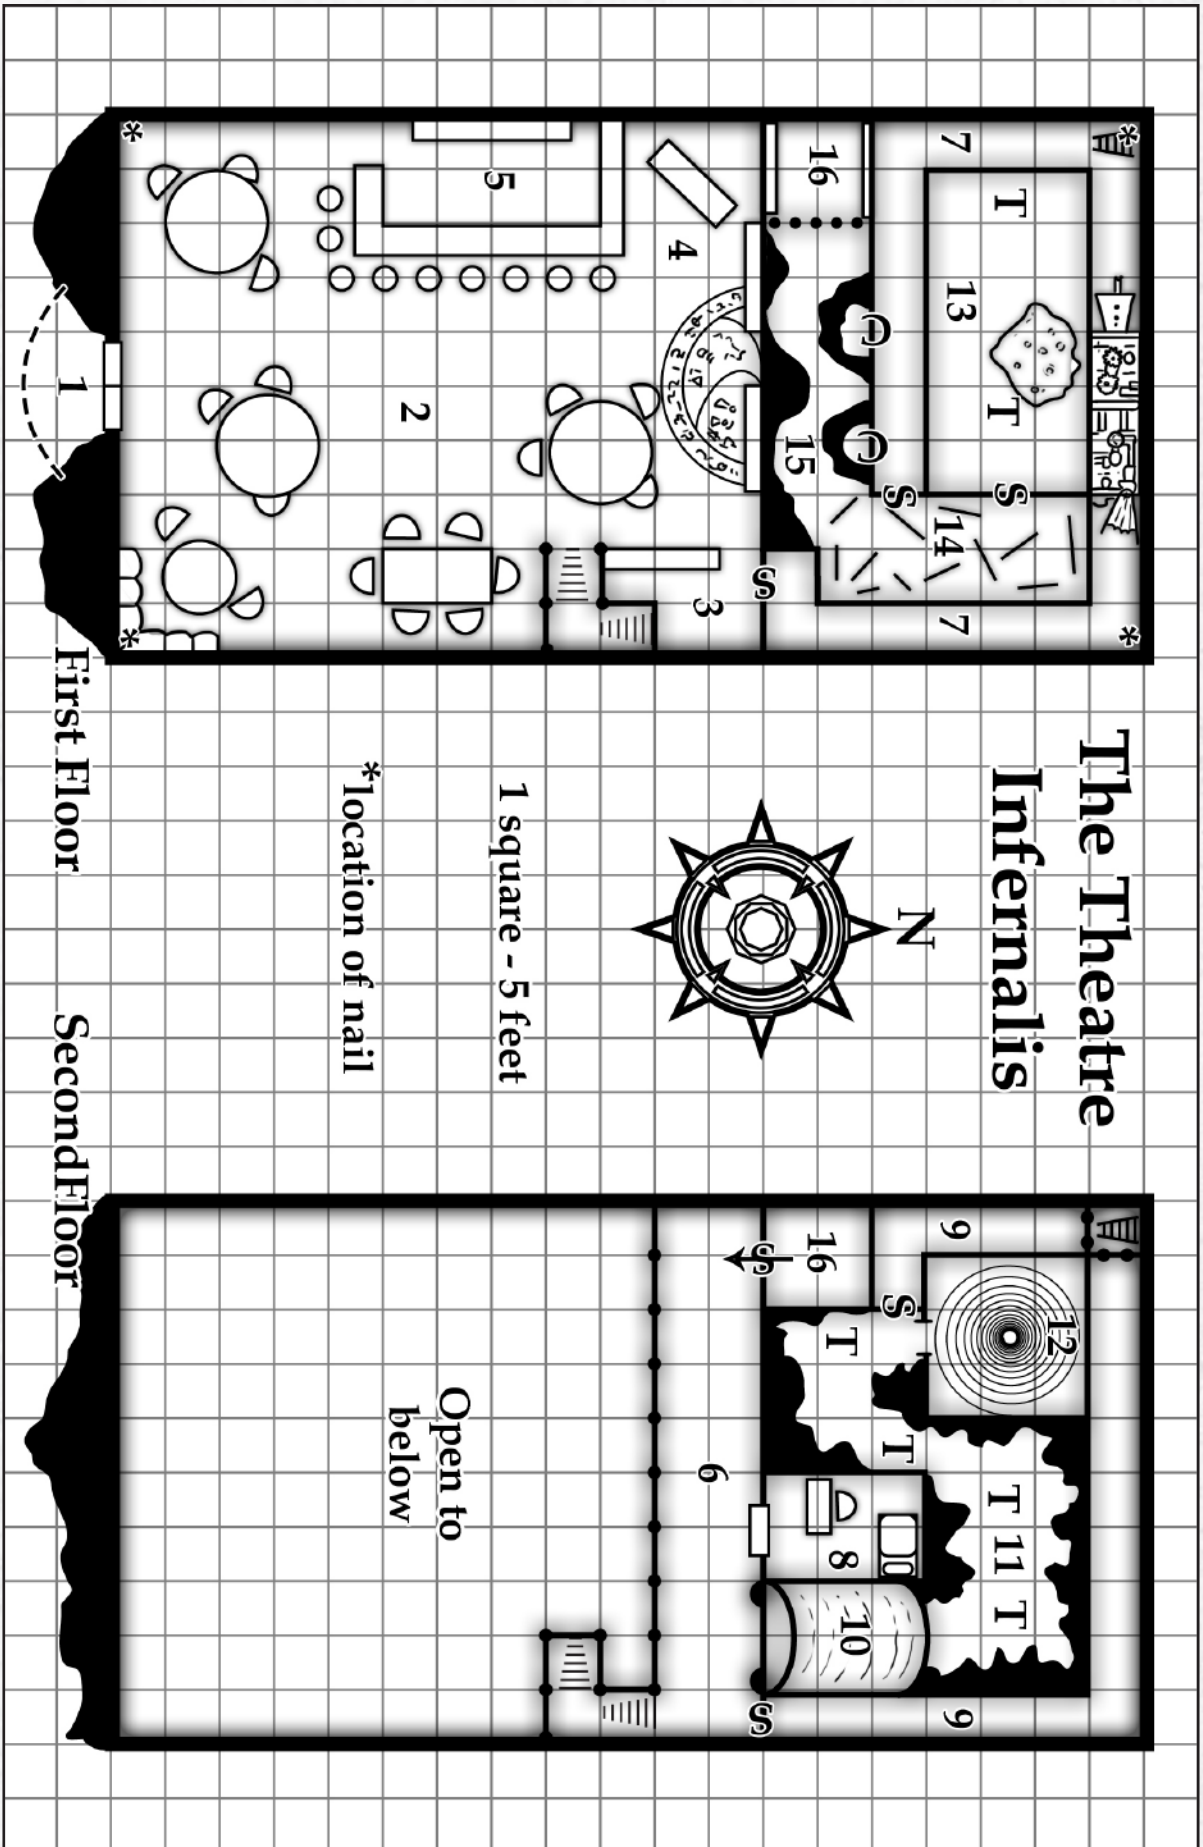 The Theatre
Infernalis
N
1 square - 5 feet
*location of nail
*
*
T
S
T
13
7
7
14
S
C
C
16
15
S
3
4
5
2
*
*
1
First Floor
12
T
11
T
9
9
S
T
T
16
10
8
S
S
6
Open to
below
SecondFloor